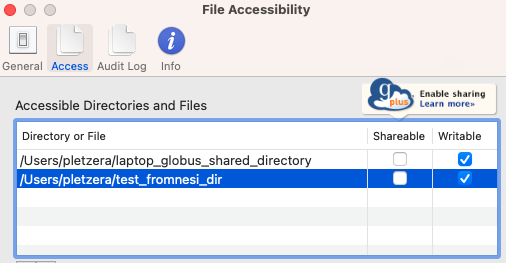 File Accessibility
General Access Audit Log Info
g plus Enable sharing
Learn more»
Accessible Directories and Files
Directory or File Shareable Writable
/Users/pletzera/laptop_globus_shared_directory
/Users/pletzera/test_fromnesi_dir